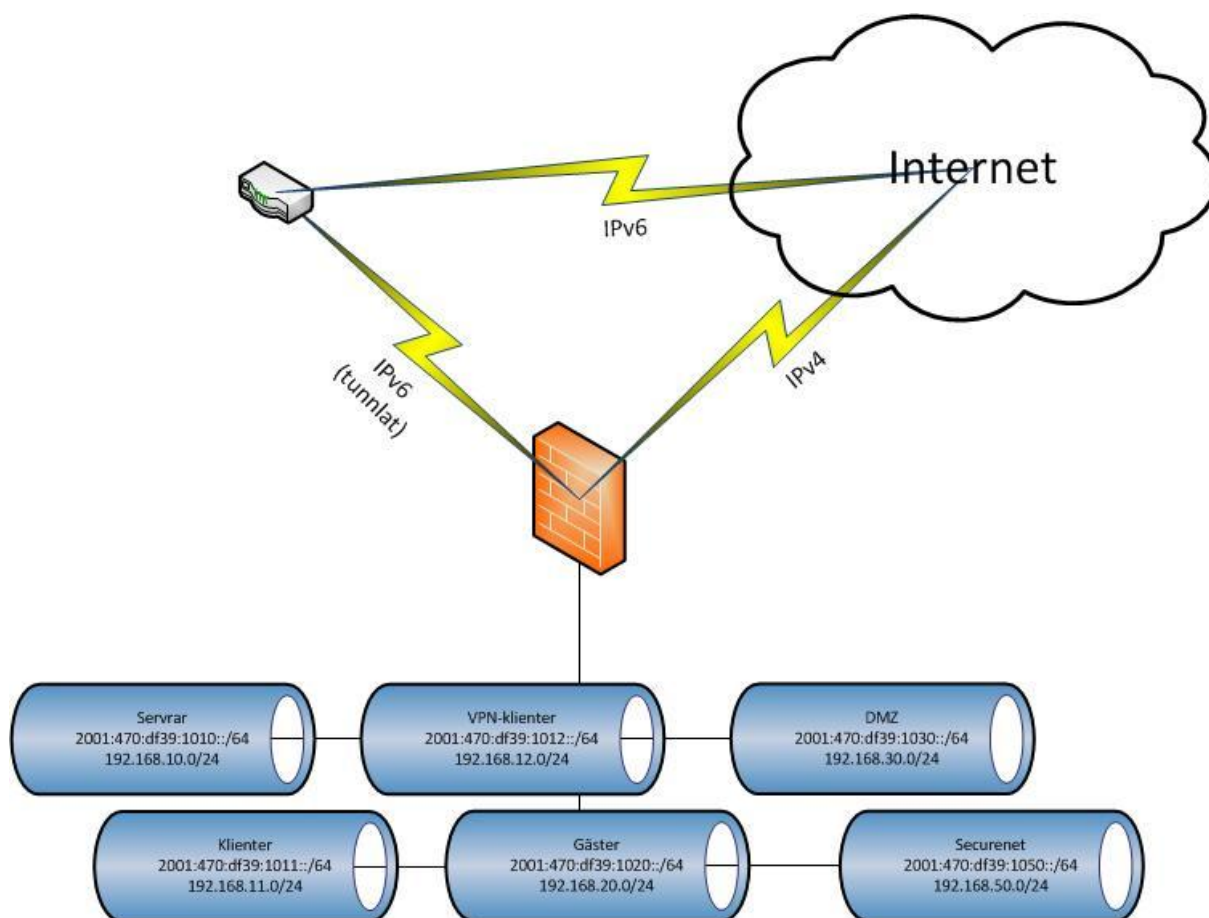 Internet
IPv6
IPv6
(tunnlat)
IPv4
Servrar
2001:470:df39:1010::/64
192.168.10.0/24
VPN-klienter
2001:470:df39:1012::/64
192.168.12.0/24
DMZ
2001:470:df39:1030::/64
192.168.30.0/24
Klienter
2001:470:df39:1011::/64
192.168.11.0/24
Gäster
2001:470:df39:1020::/64
192.168.20.0/24
Securenet
2001:470:df39:1050::/64
192.168.50.0/24